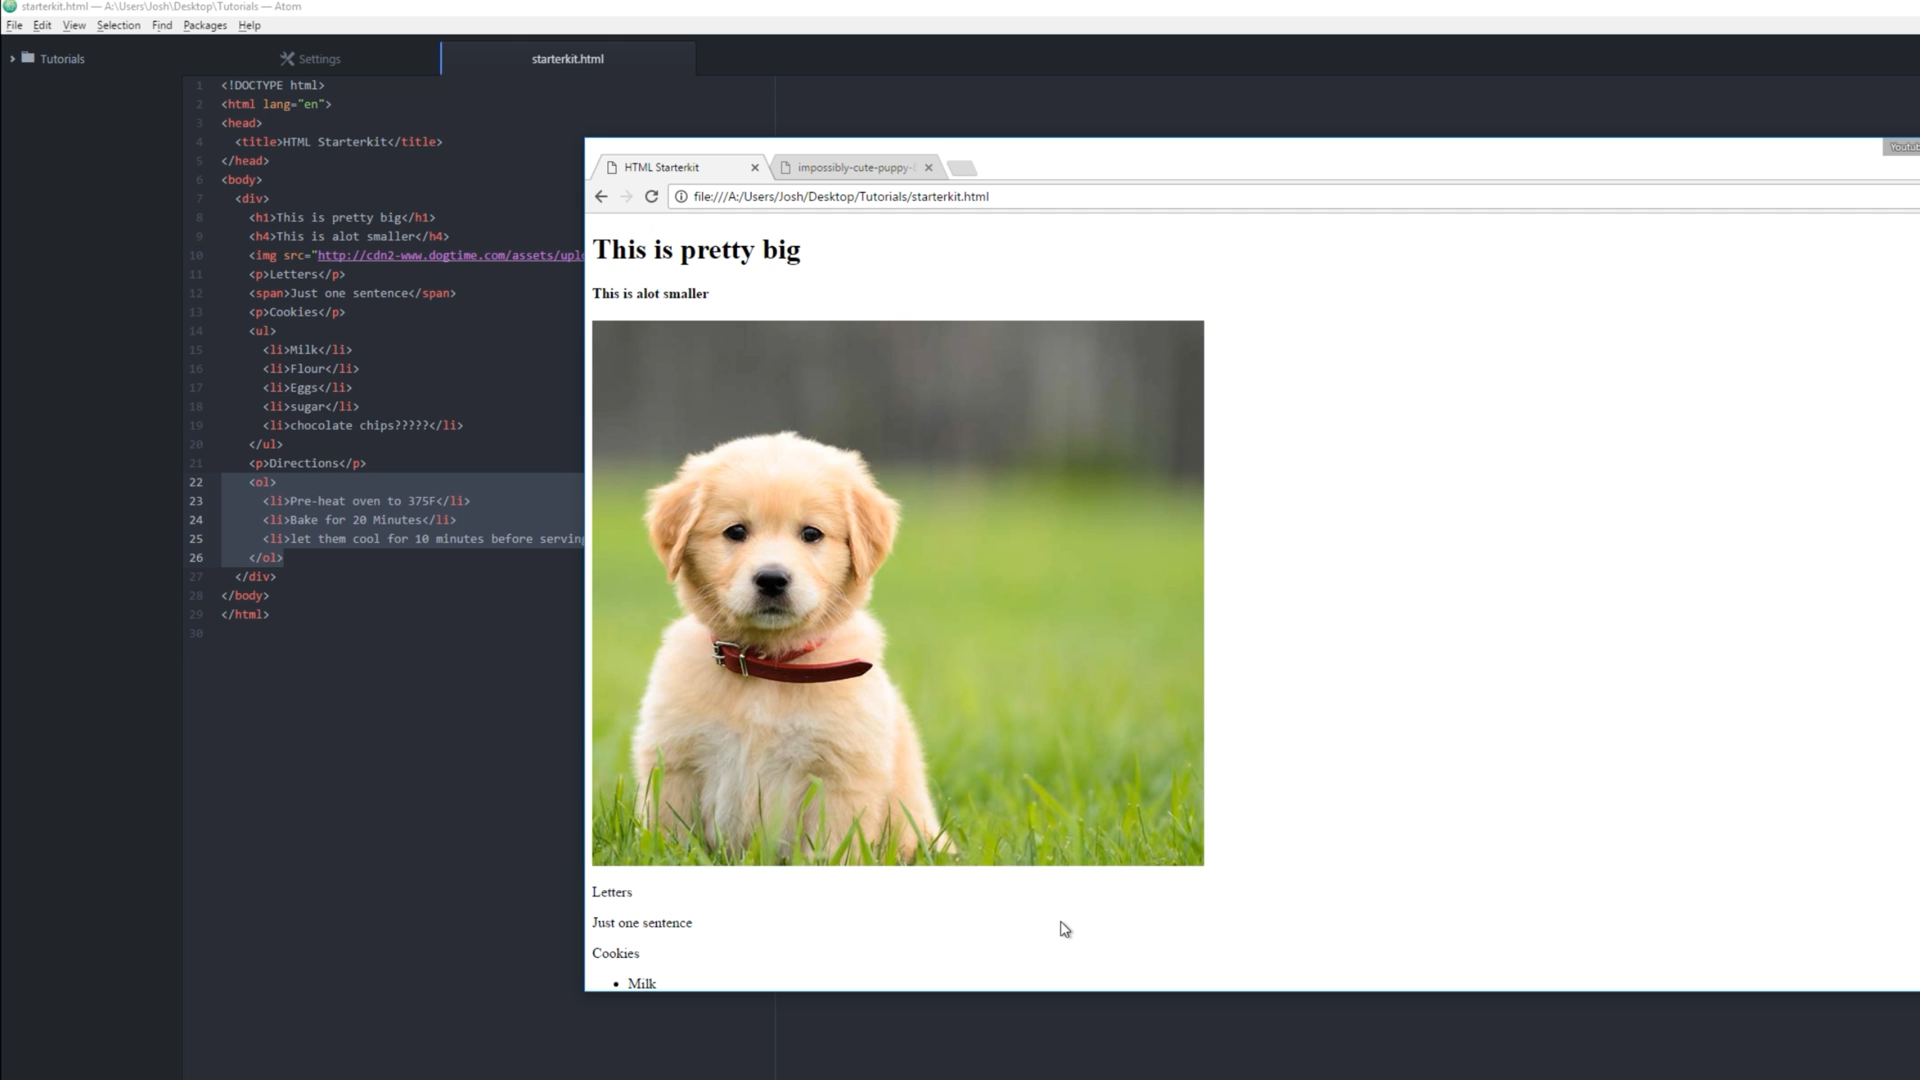 starterkit.html — A:\Users\Josh\Desktop\Tutorials — Atom
File Edit View Selection Find Packages Help
Tutorials
Settings
starterkit.html
1 <!DOCTYPE html>
2 <html lang="en">
3 <head>
4 <title>HTML Starterkit</title>
5 </head>
6 <body>
7 <div>
8 <h1>This is pretty big</h1>
9 <h4>This is alot smaller</h4>
10 <img src="http://cdn2-www.dogtime.com/assets/uplo
11 <p>Letters</p>
12 <span>Just one sentence</span>
13 <p>Cookies</p>
14 <ul>
15 <li>Milk</li>
16 <li>Flour</li>
17 <li>Eggs</li>
18 <li>sugar</li>
19 <li>chocolate chips?????</li>
20 </ul>
21 <p>Directions</p>
22 <ol>
23 <li>Pre-heat oven to 375F</li>
24 <li>Bake for 20 Minutes</li>
25 <li>let them cool for 10 minutes before serving
26 </ol>
27 </div>
28 </body>
29 </html>
30
Youtub
HTML Starterkit
impossibly-cute-puppy-
file:///A:/Users/Josh/Desktop/Tutorials/starterkit.html
This is pretty big
This is alot smaller
Letters
Just one sentence
Cookies
• Milk